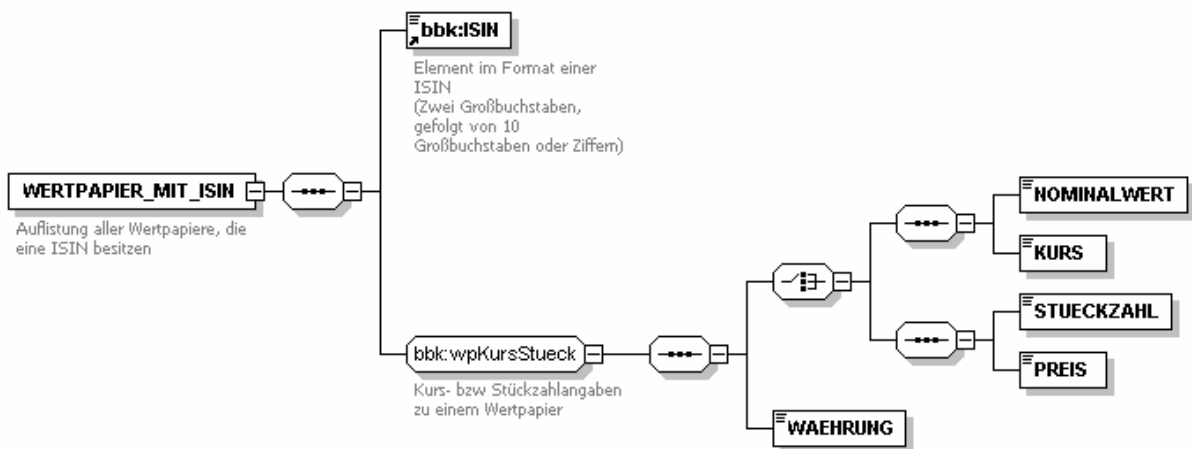 bbk:ISIN
Element im Format einer
ISIN
(Zwei Großbuchstaben,
gefolgt von 10
Großbuchstaben oder Ziffern)
WERTPAPIER_MIT_ISIN
Auflistung aller Wertpapiere, die
eine ISIN besitzen
NOMINALWERT
KURS
STUECKZAHL
PREIS
bbk:wpKursStueck
Kurs- bzw Stückzahlangaben
zu einem Wertpapier
WAEHRUNG